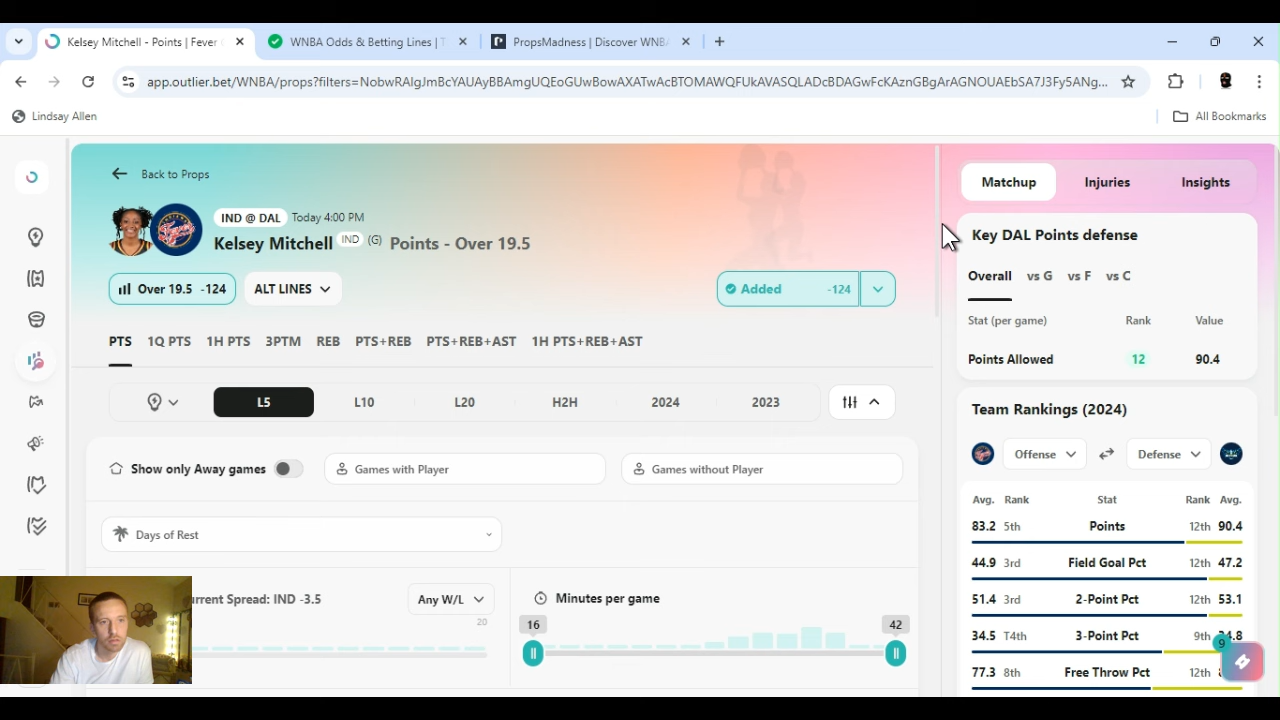 Kelsey Mitchell - Points | Fever
WNBA Odds & Betting Lines | T
PropsMadness | Discover WNB
app.outlier.bet/WNBA/props?filters=NobwRAlgJmBcYAUAyBBAmgUQEoGUwBowAXATwAcBTOMAWQFUkAVASQLADcBDAGwFcKAznGBgArAGNOUAEbSA7J3Fy5ANg...
Lindsay Allen
All Bookmarks
Back to Props
IND @ DAL Today 4:00 PM
Kelsey Mitchell IND (G) Points - Over 19.5
Over 19.5 -124
ALT LINES
Added -124
PTS 1Q PTS 1H PTS 3PTM REB PTS+REB PTS+REB+AST 1H PTS+REB+AST
L5 L10 L20 H2H 2024 2023
Show only Away games
Games with Player
Games without Player
Days of Rest
rrent Spread: IND -3.5
Any W/L
20
Minutes per game
16
42
Matchup Injuries Insights
Key DAL Points defense
Overall vs G vs F vs C
Stat (per game) Rank Value
Points Allowed 12 90.4
Team Rankings (2024)
Offense
Defense
Avg. Rank Stat Rank Avg.
83.2 5th Points 12th 90.4
44.9 3rd Field Goal Pct 12th 47.2
51.4 3rd 2-Point Pct 12th 53.1
34.5 T4th 3-Point Pct 9th 4.8
9
77.3 8th Free Throw Pct 12th